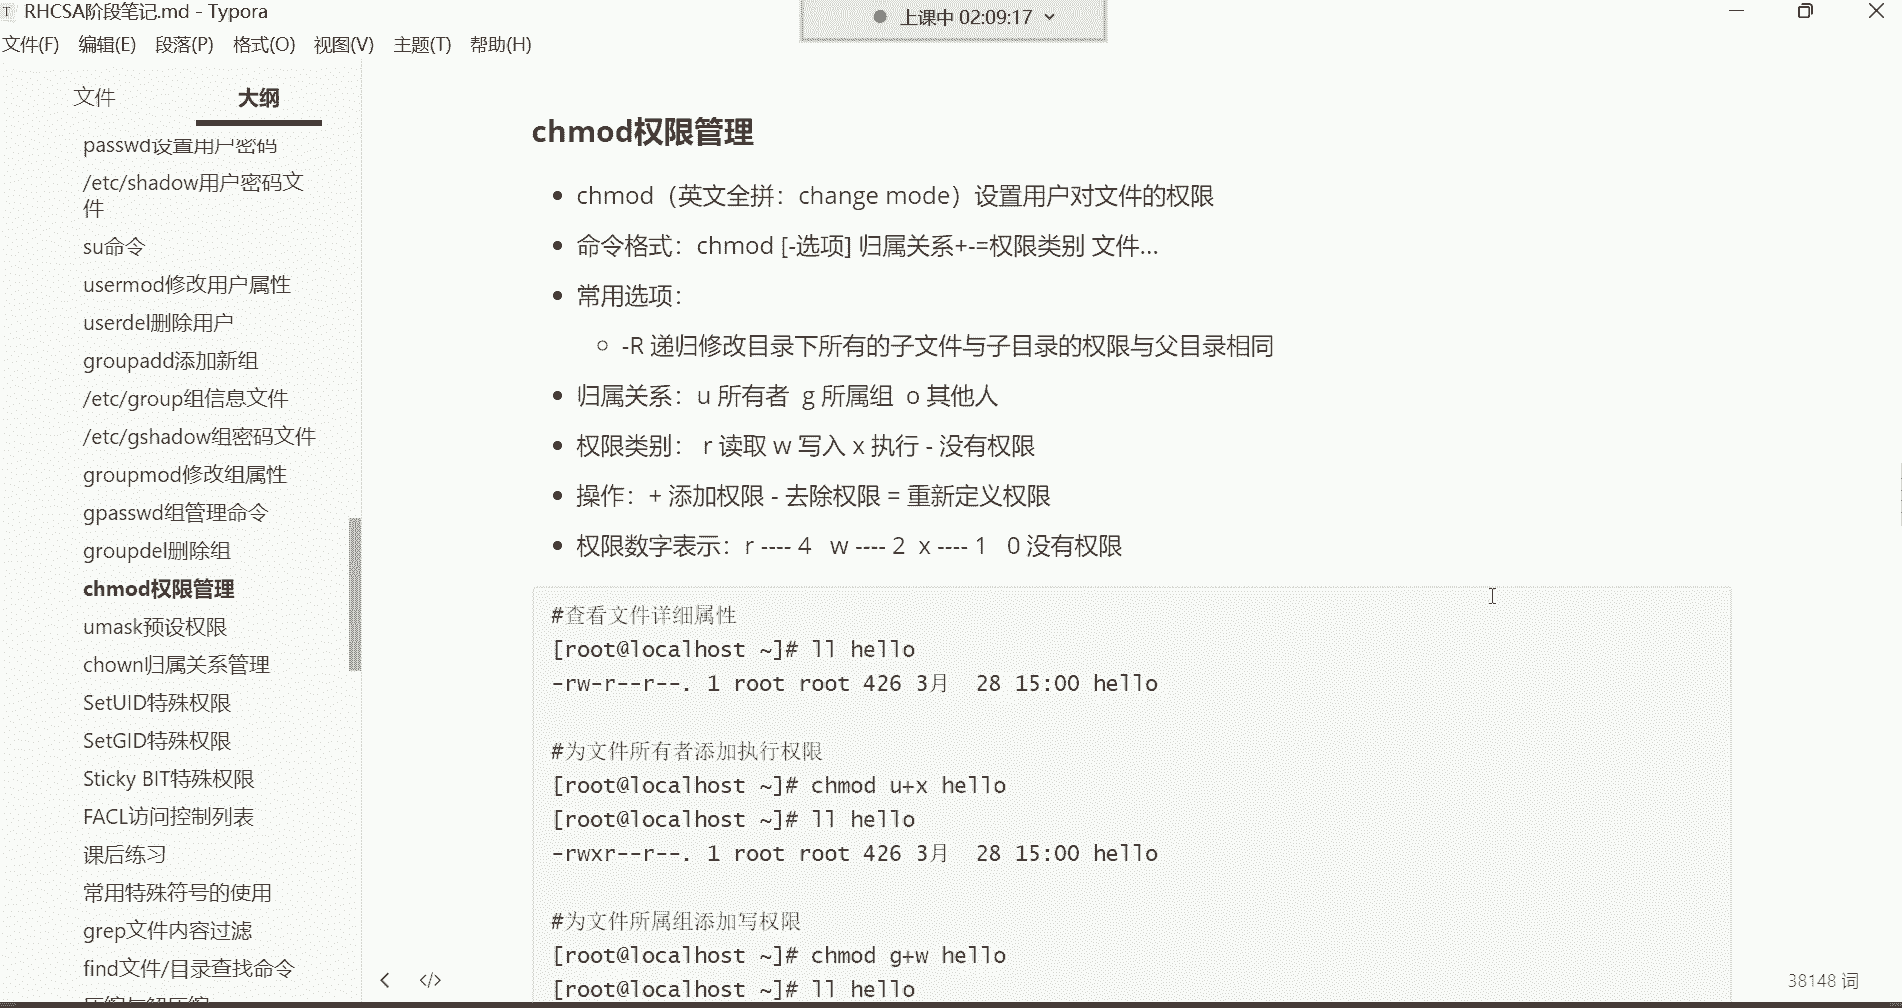 RHCSA阶段笔记.md - Typora
上课中 02:09:17
文件(F) 编辑(E) 段落(P) 格式(O) 视图(V) 主题(T) 帮助(H)
文件 大纲
passwd设置用户密码
/etc/shadow用户密码文
件
su命令
usermod修改用户属性
userdel删除用户
groupadd添加新组
/etc/group组信息文件
/etc/gshadow组密码文件
groupmod修改组属性
gpasswd组管理命令
groupdel删除组
chmod权限管理
umask预设权限
chown归属关系管理
SetUID特殊权限
SetGID特殊权限
Sticky BIT特殊权限
FACL访问控制列表
课后练习
常用特殊符号的使用
grep文件内容过滤
find文件/目录查找命令
chmod权限管理
chmod（英文全拼：change mode）设置用户对文件的权限
命令格式：chmod [-选项] 归属关系+-=权限类别 文件...
常用选项：
-R 递归修改目录下所有的子文件与子目录的权限与父目录相同
归属关系：u 所有者 g 所属组 o 其他人
权限类别： r 读取 w 写入 x 执行 - 没有权限
操作：+ 添加权限 - 去除权限 = 重新定义权限
权限数字表示：r ---- 4 w ---- 2 x ---- 1 0 没有权限
#查看文件详细属性
[root@localhost ~]# ll hello
-rw-r--r--. 1 root root 426 3月 28 15:00 hello
#为文件所有者添加执行权限
[root@localhost ~]# chmod u+x hello
[root@localhost ~]# ll hello
-rwxr--r--. 1 root root 426 3月 28 15:00 hello
#为文件所属组添加写权限
[root@localhost ~]# chmod g+w hello
[root@localhost ~]# ll hello
38148 词